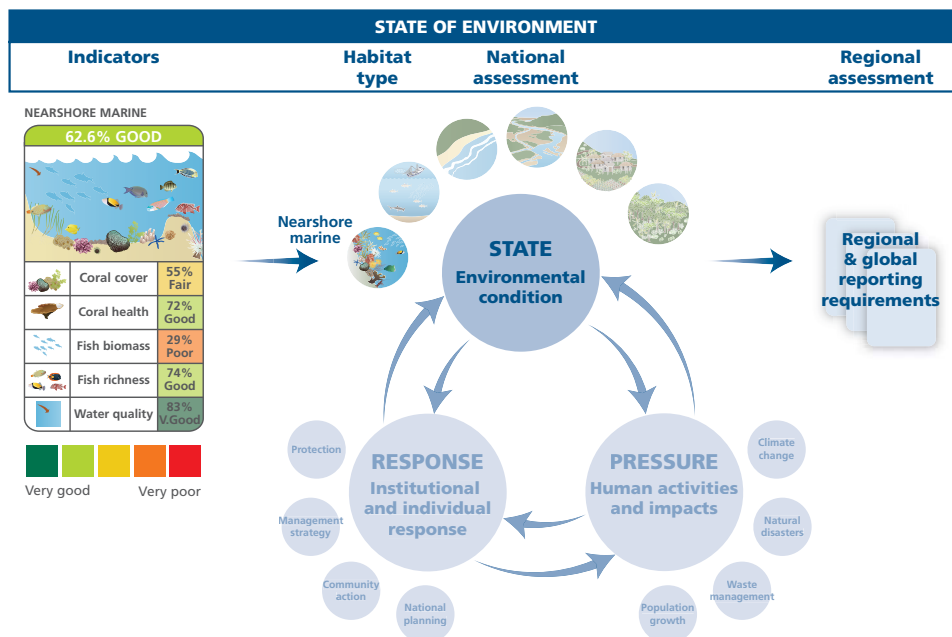 STATE OF ENVIRONMENT
Indicators
Habitat
type
National
assessment
Regional
assessment
NEARSHORE MARINE
62.6% GOOD
Coral cover
55%
Fair
Coral health
72%
Good
Fish biomass
29%
Poor
Fish richness
74%
Good
Water quality
83%
V.Good
Very good
Very poor
Nearshore
marine
STATE
Environmental
condition
Regional
& global
reporting
requirements
RESPONSE
Institutional
and individual
response
PRESSURE
Human activities
and impacts
Protection
Management
strategy
Community
action
National
planning
Climate
change
Natural
disasters
Waste
management
Population
growth